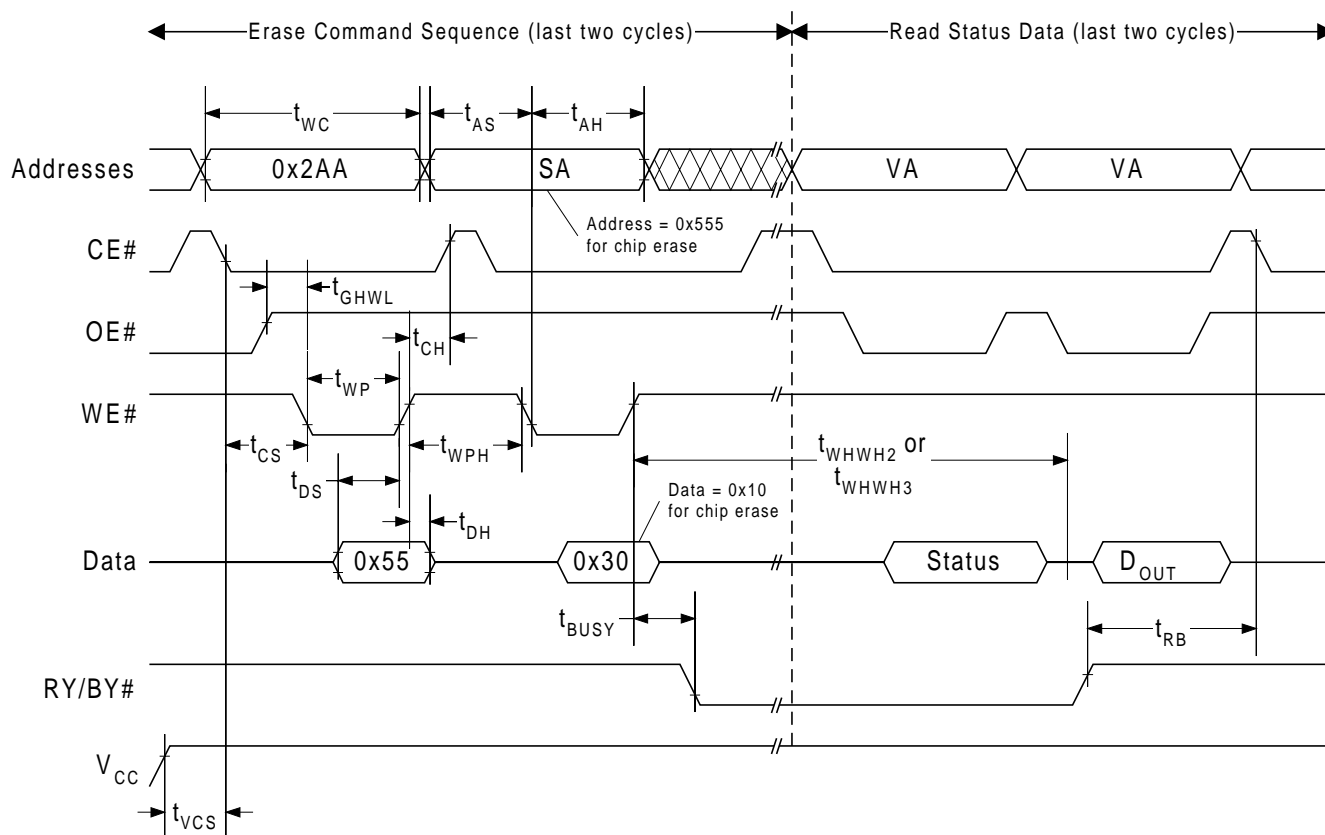 Erase Command Sequence (last two cycles)
Read Status Data (last two cycles)
tWC
tAS
tAH
Addresses
0x2AA
SA
VA
VA
Address = 0x555
for chip erase
CE#
tGHWL
OE#
tCH
tWP
WE#
tCS
tWPH
tWHWH2 or
tWHWH3
tDS
Data = 0x10
for chip erase
tDH
Data
0x55
0x30
Status
DOUT
tBUSY
tRB
RY/BY#
VCC
tVCS